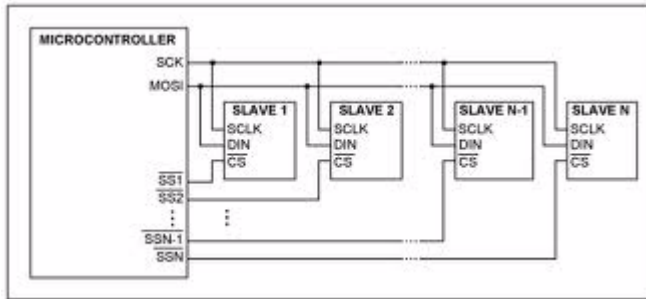 MICROCONTROLLER
SCK
MOSI
SLAVE 1
SCLK
DIN
CS
SLAVE 2
SCLK
DIN
CS
SLAVE N-1
SCLK
DIN
CS
SLAVE N
SCLK
DIN
CS
SS1
SS2
SSN-1
SSN